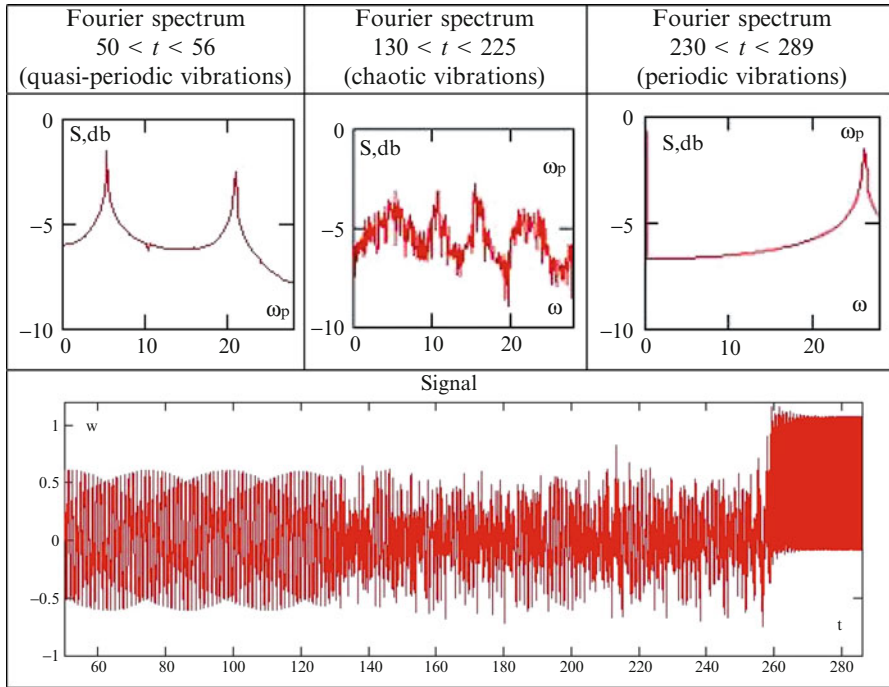 Fourier spectrum
50 < t < 56
(quasi-periodic vibrations)
Fourier spectrum
130 < t < 225
(chaotic vibrations)
Fourier spectrum
230 < t < 289
(periodic vibrations)
0
S,db
−5
−10
ωp
0 10 20
0
S,db
ωp
−5
−10
ω
0 10 20
0
S,db
ωp
−5
−10
ω
0 10 20
Signal
1
w
0.5
0
−0.5
−1
t
60 80 100 120 140 160 180 200 220 240 260 280